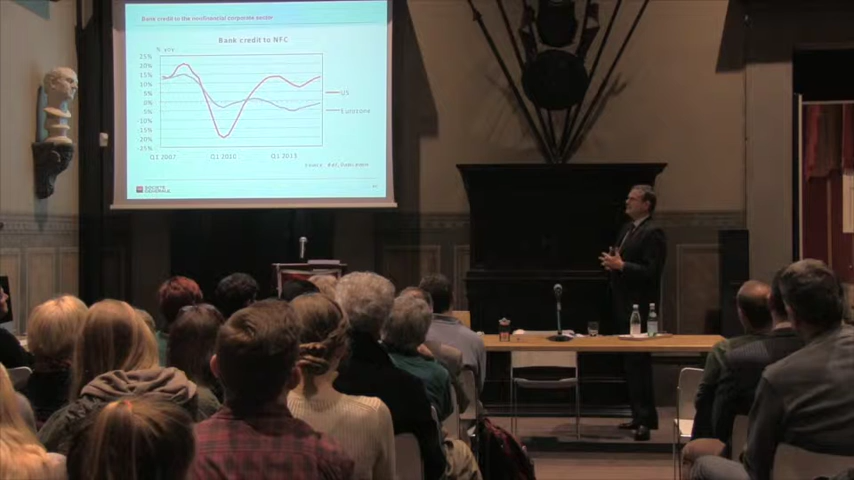 Bank credit to the nonfinancial corporate sector
Bank credit to NFC
% yoy
25%
20%
15%
10%
5%
0%
-5%
-10%
-15%
-20%
-25%
US
Eurozone
Q1 2007
Q1 2010
Q1 2013
SOCIETE
GENERALE